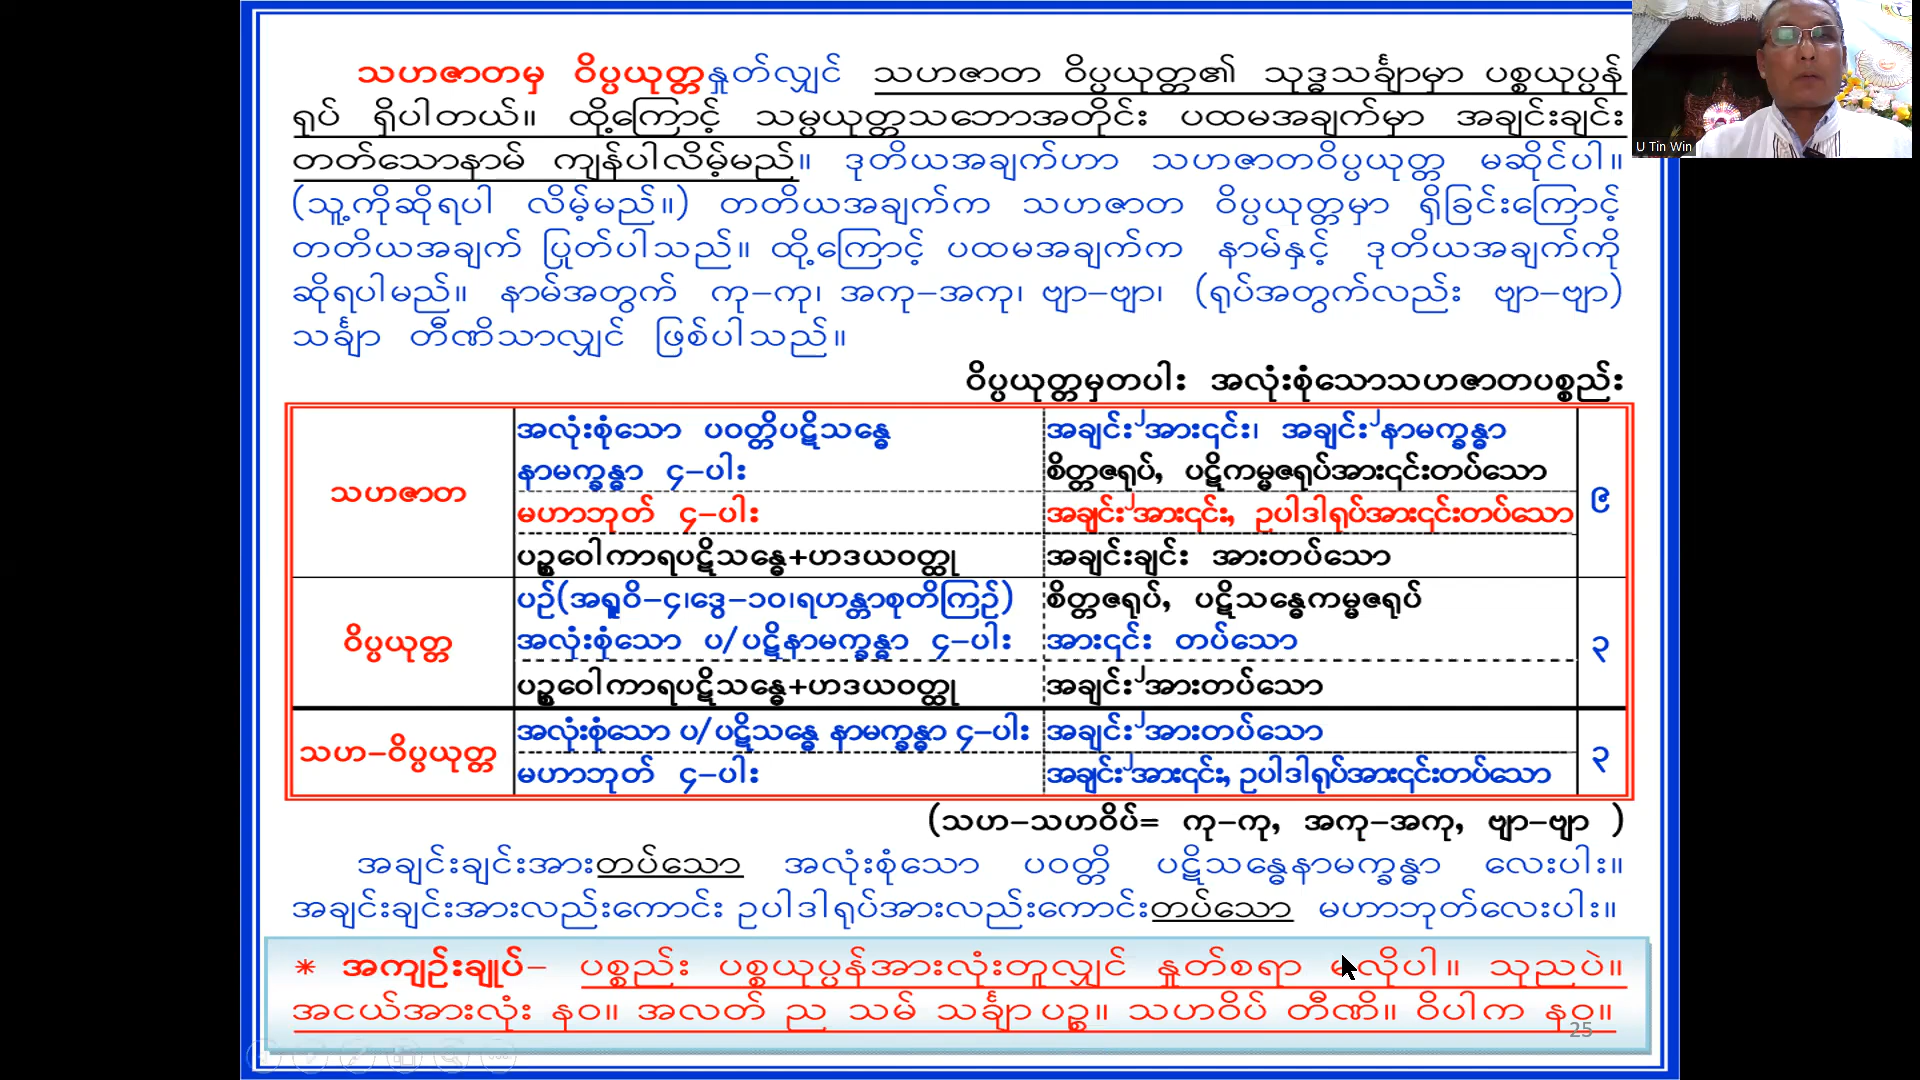 သဟဇာတမှ ဝိပ္ပယုတ္တနှုတ်လျှင် သဟဇာတ ဝိပ္ပယုတ္တ၏ သုဒ္ဓသင်္ချာမှာ ပစ္စယုပ္ပန်
ရုပ် ရှိပါတယ်။ ထို့ကြောင့် သမ္ပယုတ္တသဘောအတိုင်း ပထမအချက်မှာ အချင်းချင်း
တတ်သောနာမ် ကျန်ပါလိမ့်မည်။ ဒုတိယအချက်ဟာ သဟဇာတဝိပ္ပယုတ္တ မဆိုင်ပါ။
(သူ့ကိုဆိုရပါ လိမ့်မည်။) တတိယအချက်က သဟဇာတ ဝိပ္ပယုတ္တမှာ ရှိခြင်းကြောင့်
တတိယအချက် ပြုတ်ပါသည်။ ထို့ကြောင့် ပထမအချက်က နာမ်နှင့် ဒုတိယအချက်ကို
ဆိုရပါမည်။ နာမ်အတွက် ကု–ကု၊ အကု–အကု၊ ဗျာ–ဗျာ၊ (ရုပ်အတွက်လည်း ဗျာ–ဗျာ)
သင်္ချာ တီဏိသာလျှင် ဖြစ်ပါသည်။
ဝိပ္ပယုတ္တမှတပါး အလုံးစုံသောသဟဇာတပစ္စည်း
သဟဇာတ
အလုံးစုံသော ပဝတ္တိပဋိသန္ဓေ
နာမက္ခန္ဓာ ၄–ပါး
အချင်း၂အား၎င်း၊ အချင်း၂နာမက္ခန္ဓာ
စိတ္တဇရုပ်, ပဋိကမ္မဇရုပ်အား၎င်းတပ်သော
မဟာဘုတ် ၄–ပါး
အချင်း၂အား၎င်း, ဥပါဒါရုပ်အား၎င်းတပ်သော
ပဉ္စဝေါကာရပဋိသန္ဓေ+ဟဒယဝတ္ထု
အချင်းချင်း အားတပ်သော
၉
ဝိပ္ပယုတ္တ
ပဉ်(အရူဝိ–၄၊ဒွေ–၁၀၊ရဟန္တာစုတိကြဉ်)
အလုံးစုံသော ပ/ပဋိနာမက္ခန္ဓာ ၄–ပါး
စိတ္တဇရုပ်, ပဋိသန္ဓေကမ္မဇရုပ်
အား၎င်း တပ်သော
ပဉ္စဝေါကာရပဋိသန္ဓေ+ဟဒယဝတ္ထု
အချင်း၂အားတပ်သော
၃
သဟ–ဝိပ္ပယုတ္တ
အလုံးစုံသော ပ/ပဋိသန္ဓေ နာမက္ခန္ဓာ ၄–ပါး
အချင်း၂အားတပ်သော
မဟာဘုတ် ၄–ပါး
အချင်း၂အား၎င်း, ဥပါဒါရုပ်အား၎င်းတပ်သော
၃
(သဟ–သဟဝိပ်= ကု–ကု, အကု–အကု, ဗျာ–ဗျာ )
အချင်းချင်းအားတပ်သော အလုံးစုံသော ပဝတ္တိ ပဋိသန္ဓေနာမက္ခန္ဓာ လေးပါး။
အချင်းချင်းအားလည်းကောင်း ဥပါဒါရုပ်အားလည်းကောင်းတပ်သော မဟာဘုတ်လေးပါး။
* အကျဉ်းချုပ်– ပစ္စည်း ပစ္စယုပ္ပန်အားလုံးတူလျှင် နှုတ်စရာ မလိုပါ။ သုညပဲ။
အငယ်အားလုံး နဝ။ အလတ် ည သမ် သင်္ချာ ပဉ္စ။ သဟဝိပ် တီဏိ။ ဝိပါက နဝ။
25
U Tin Win